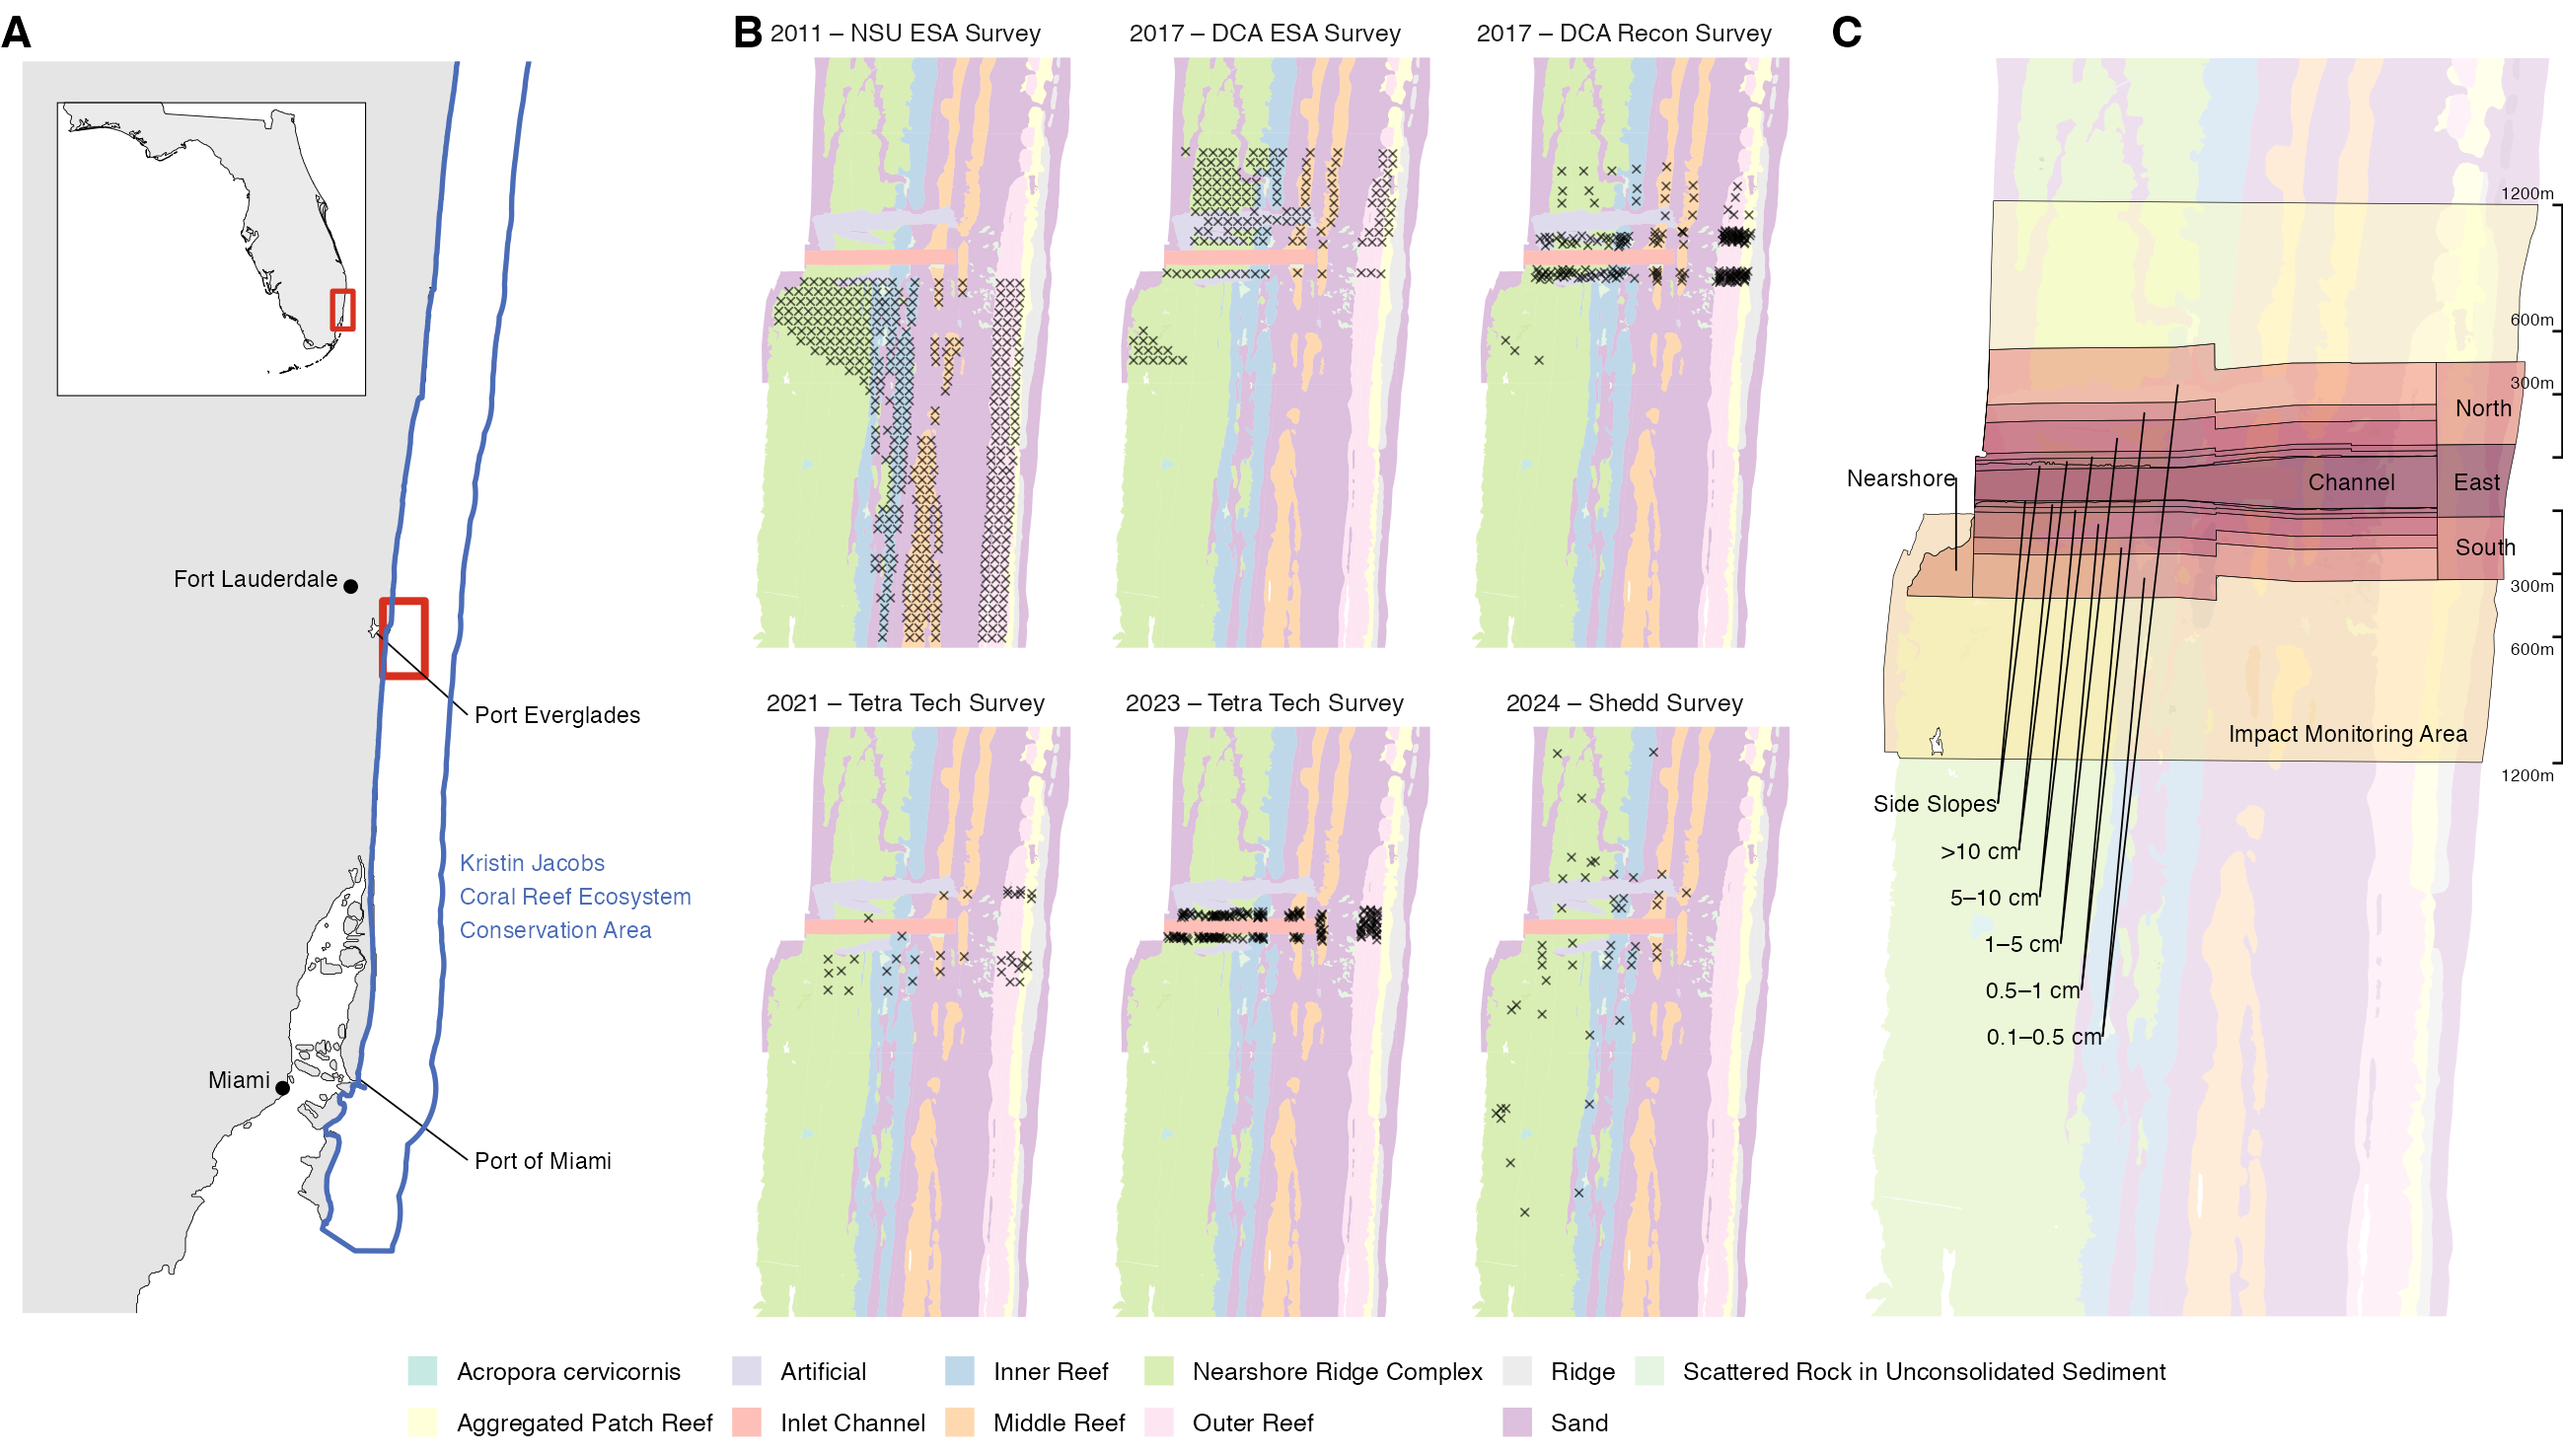 A
Fort Lauderdale
Port Everglades
Kristin Jacobs
Coral Reef Ecosystem
Conservation Area
Miami
Port of Miami
B
2011 – NSU ESA Survey
2017 – DCA ESA Survey
2017 – DCA Recon Survey
2021 – Tetra Tech Survey
2023 – Tetra Tech Survey
2024 – Shedd Survey
C
1200m
600m
300m
North
Nearshore
Channel
East
South
300m
600m
Impact Monitoring Area
1200m
Side Slopes
>10 cm
5–10 cm
1–5 cm
0.5–1 cm
0.1–0.5 cm
Acropora cervicornis
Artificial
Inner Reef
Nearshore Ridge Complex
Ridge
Scattered Rock in Unconsolidated Sediment
Aggregated Patch Reef
Inlet Channel
Middle Reef
Outer Reef
Sand